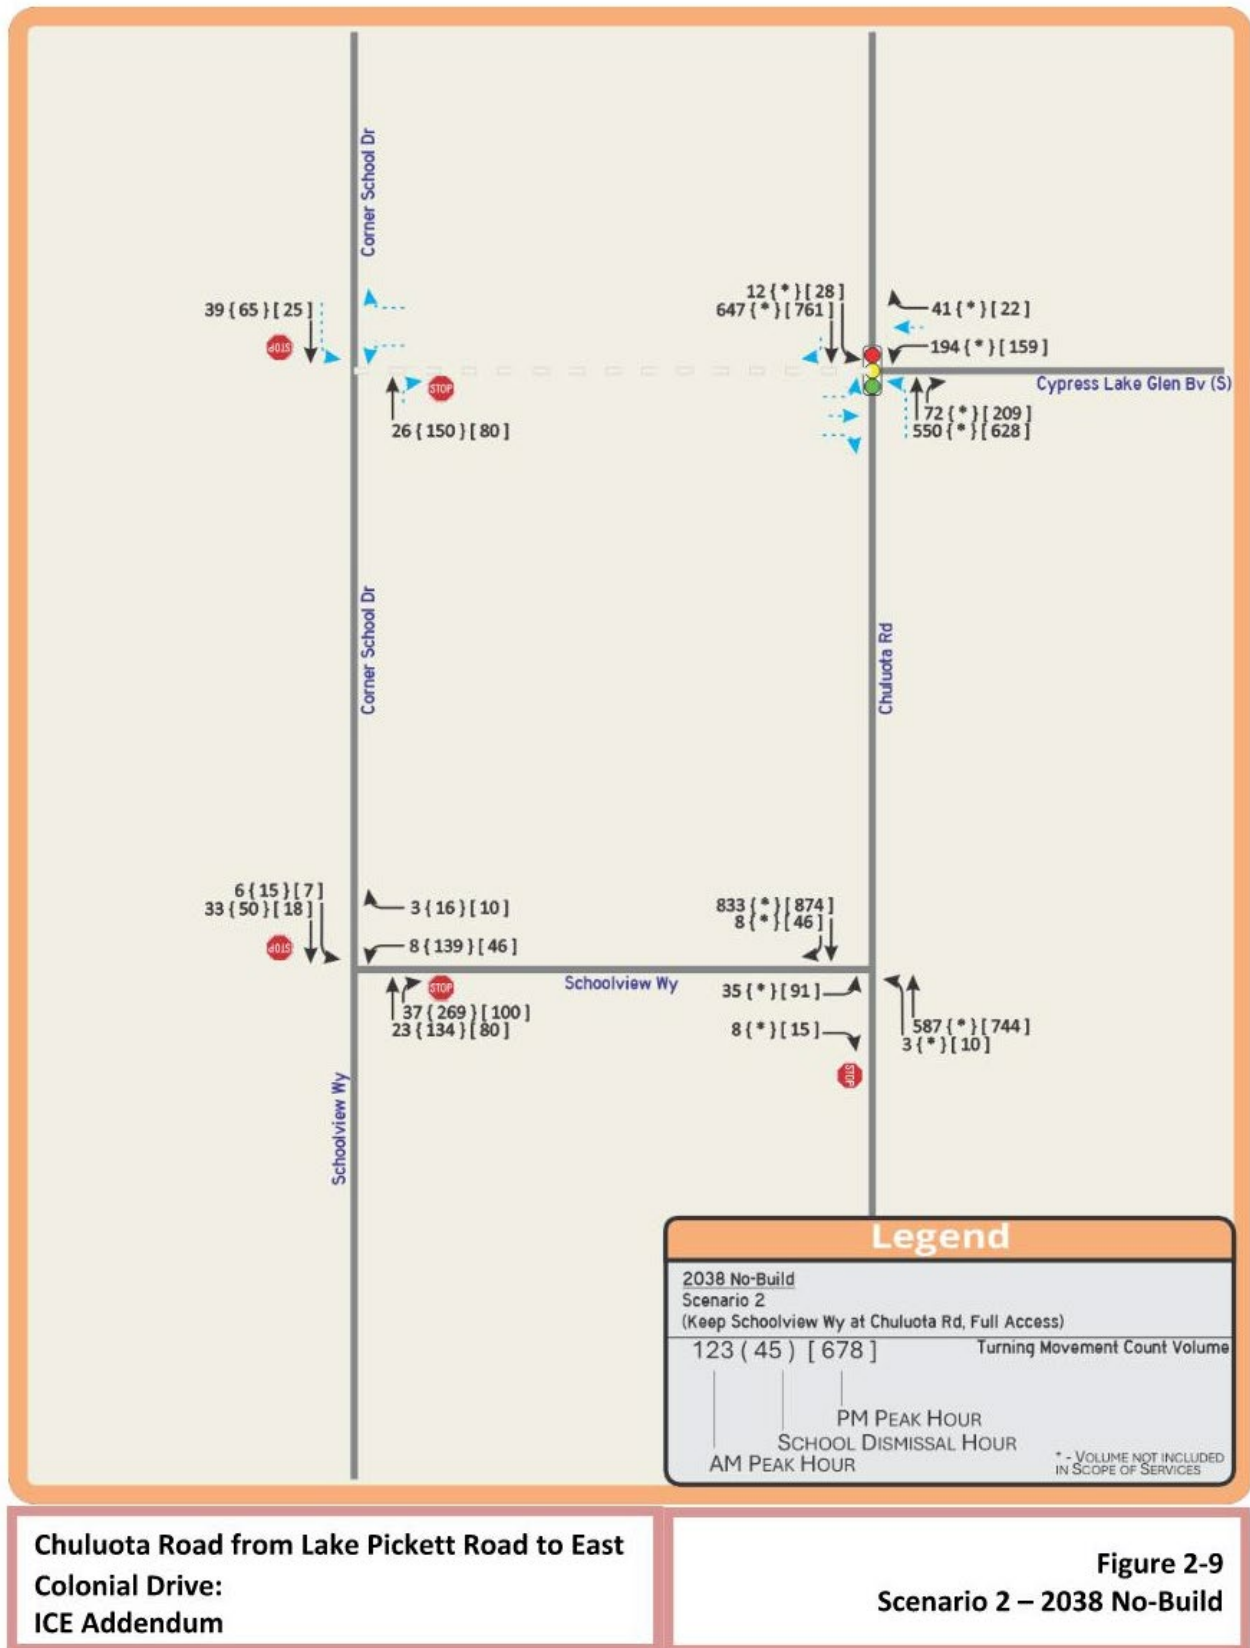 Corner School Dr
12 { * } [ 28 ]
647 { * } [ 761 ]
41 { * } [ 22 ]
39 { 65 } [ 25 ]
STOP
194 { * } [ 159 ]
Cypress Lake Glen Bv (S)
STOP
26 { 150 } [ 80 ]
72 { * } [ 209 ]
550 { * } [ 628 ]
Corner School Dr
Chuluota Rd
6 { 15 } [ 7 ]
33 { 50 } [ 18 ]
3 { 16 } [ 10 ]
833 { * } [ 874 ]
8 { * } [ 46 ]
STOP
8 { 139 } [ 46 ]
Schoolview Wy
STOP
35 { * } [ 91 ]
37 { 269 } [ 100 ]
23 { 134 } [ 80 ]
8 { * } [ 15 ]
587 { * } [ 744 ]
3 { * } [ 10 ]
STOP
Schoolview Wy
Legend
2038 No-Build
Scenario 2
(Keep Schoolview Wy at Chuluota Rd, Full Access)
123 ( 45 ) [ 678 ] Turning Movement Count Volume
PM PEAK HOUR
SCHOOL DISMISSAL HOUR
AM PEAK HOUR
* - VOLUME NOT INCLUDED
IN SCOPE OF SERVICES
Chuluota Road from Lake Pickett Road to East
Colonial Drive:
ICE Addendum
Figure 2-9
Scenario 2 – 2038 No-Build